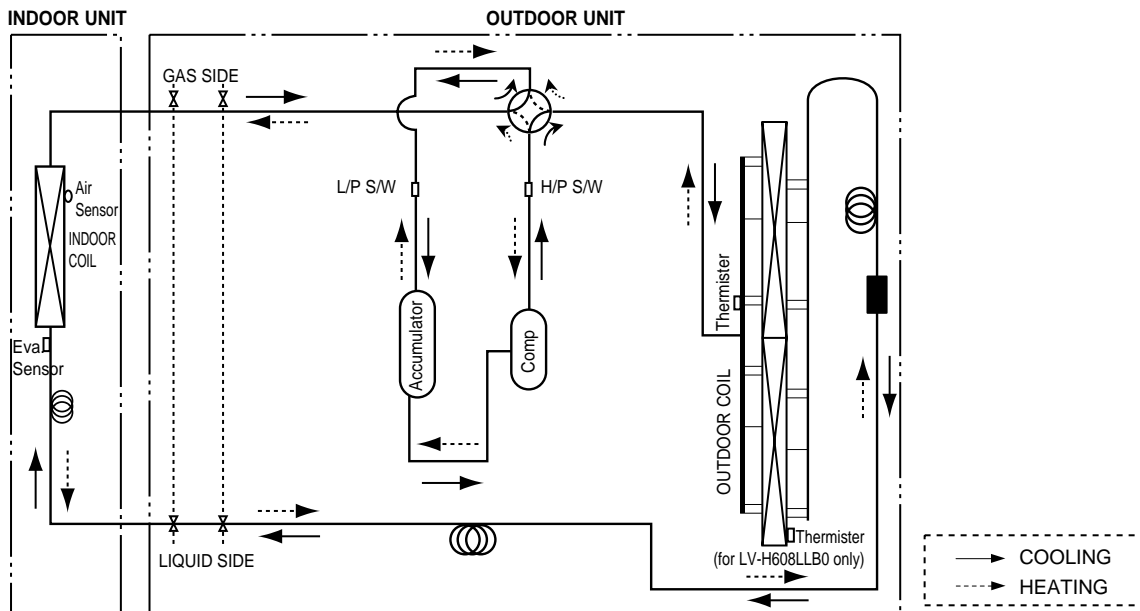 INDOOR UNIT
OUTDOOR UNIT
GAS SIDE
L/P S/W
H/P S/W
Air
Sensor
INDOOR
COIL
Eva.
Sensor
Accumulator
Comp
Thermister
OUTDOOR COIL
Thermister
(for LV-H608LLB0 only)
LIQUID SIDE
COOLING
HEATING